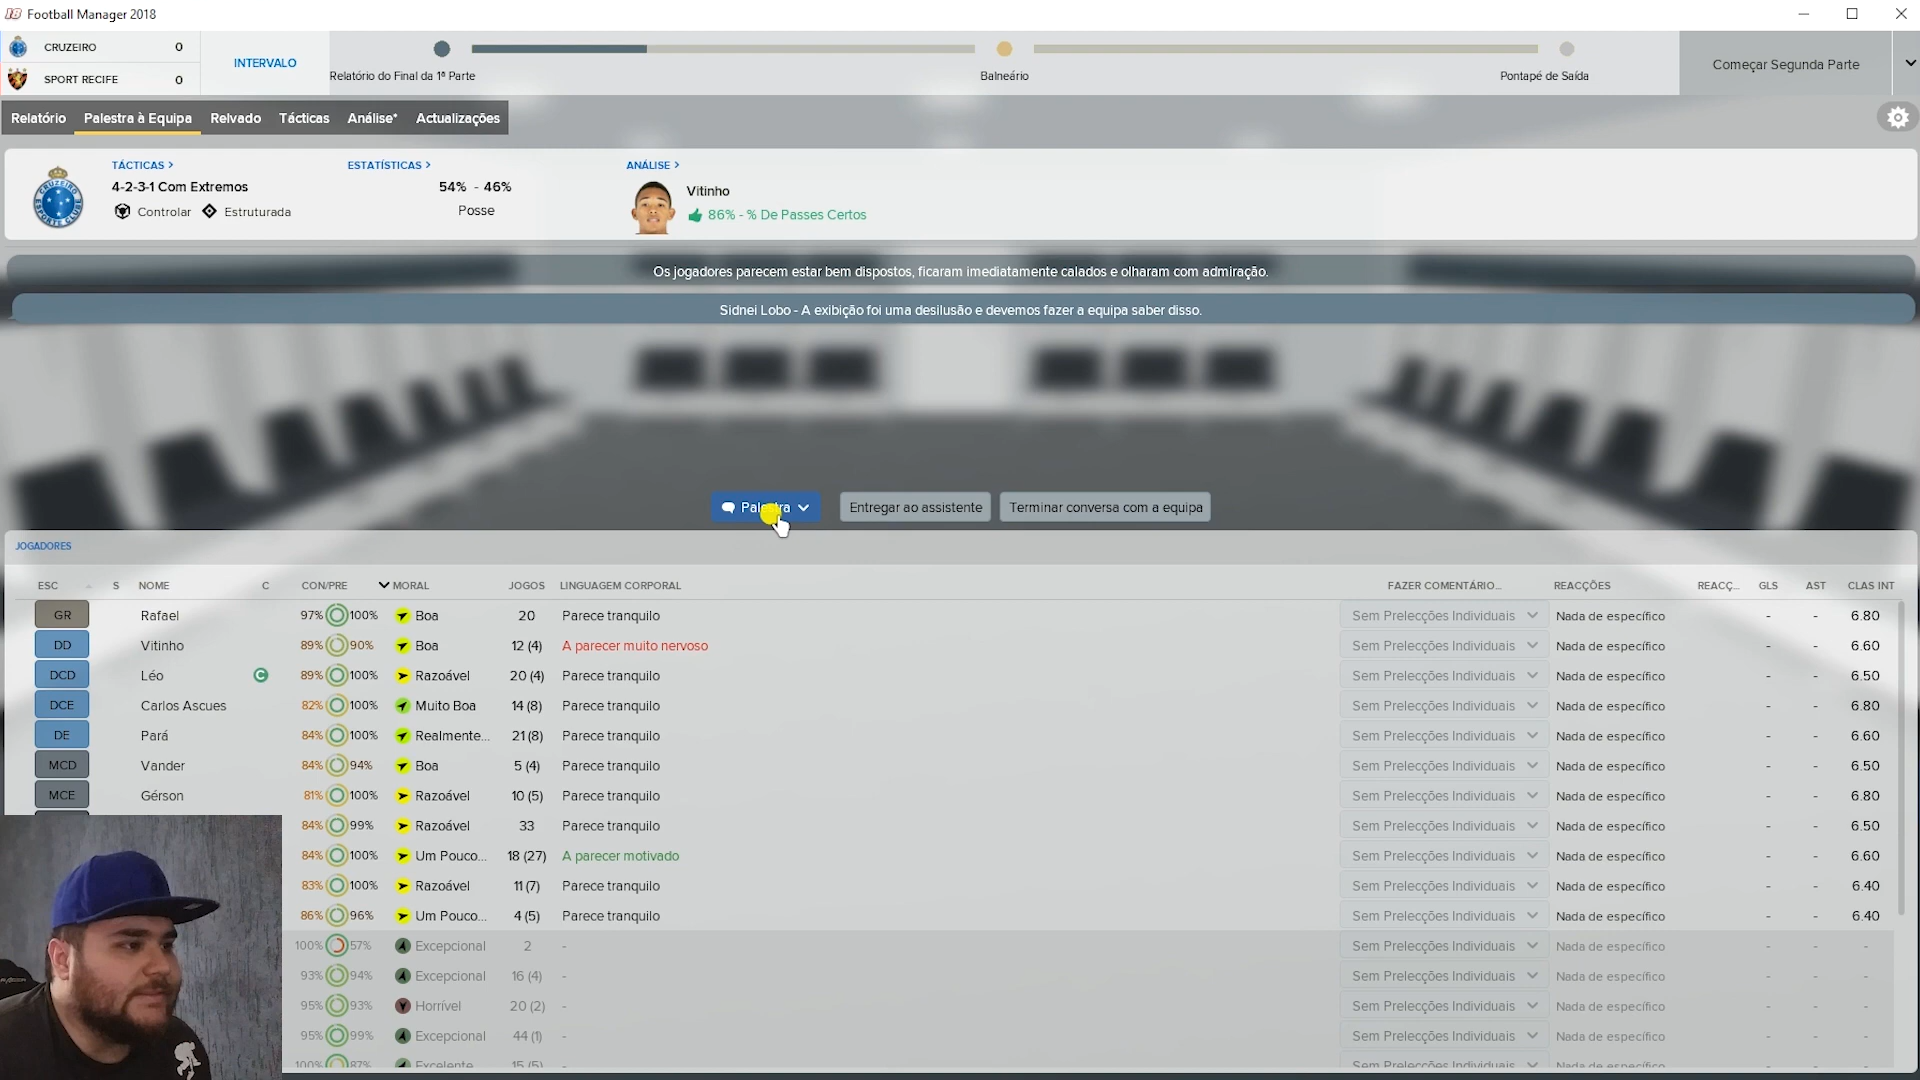 Football Manager 2018
CRUZEIRO 0
SPORT RECIFE 0
INTERVALO
Relatório do Final da 1ª Parte
Balneário
Pontapé de Saída
Começar Segunda Parte
Relatório Palestra à Equipa Relvado Tácticas Análise* Actualizações
TÁCTICAS >
4-2-3-1 Com Extremos
Controlar Estruturada
ESTATÍSTICAS >
54% - 46%
Posse
ANÁLISE >
Vitinho
86% - % De Passes Certos
Os jogadores parecem estar bem dispostos, ficaram imediatamente calados e olharam com admiração.
Sidnei Lobo - A exibição foi uma desilusão e devemos fazer a equipa saber disso.
Palestra Entregar ao assistente Terminar conversa com a equipa
JOGADORES
ESC S NOME C CON/PRE MORAL JOGOS LINGUAGEM CORPORAL FAZER COMENTÁRIO... REACÇÕES REACÇ... GLS AST CLAS INT
GR Rafael 97% 100% Boa 20 Parece tranquilo Sem Prelecções Individuais Nada de específico - - 6.80
DD Vitinho 89% 90% Boa 12 (4) A parecer muito nervoso Sem Prelecções Individuais Nada de específico - - 6.60
DCD Léo C 89% 100% Razoável 20 (4) Parece tranquilo Sem Prelecções Individuais Nada de específico - - 6.50
DCE Carlos Ascues 82% 100% Muito Boa 14 (8) Parece tranquilo Sem Prelecções Individuais Nada de específico - - 6.80
DE Pará 84% 100% Realmente... 21 (8) Parece tranquilo Sem Prelecções Individuais Nada de específico - - 6.60
MCD Vander 84% 94% Boa 5 (4) Parece tranquilo Sem Prelecções Individuais Nada de específico - - 6.50
MCE Gérson 81% 100% Razoável 10 (5) Parece tranquilo Sem Prelecções Individuais Nada de específico - - 6.80
84% 99% Razoável 33 Parece tranquilo Sem Prelecções Individuais Nada de específico - - 6.50
84% 100% Um Pouco... 18 (27) A parecer motivado Sem Prelecções Individuais Nada de específico - - 6.60
83% 100% Razoável 11 (7) Parece tranquilo Sem Prelecções Individuais Nada de específico - - 6.40
86% 96% Um Pouco... 4 (5) Parece tranquilo Sem Prelecções Individuais Nada de específico - - 6.40
100% 57% Excepcional 2 - Sem Prelecções Individuais Nada de específico - - -
93% 94% Excepcional 16 (4) - Sem Prelecções Individuais Nada de específico - - -
95% 93% Horrível 20 (2) - Sem Prelecções Individuais Nada de específico - - -
95% 99% Excepcional 44 (1) - Sem Prelecções Individuais Nada de específico - - -
100% 87% Excelente 15 (5) - Sem Prelecções Individuais Nada de específico - - -